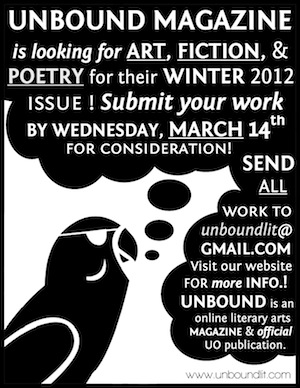 UNBOUND MAGAZINE
is looking for ART, FICTION, &
POETRY for their WINTER 2012
ISSUE ! Submit your work
BY WEDNESDAY, MARCH 14th
FOR CONSIDERATION!
SEND
ALL
WORK TO
unboundlit@
GMAIL.COM
Visit our website
FOR more INFO.!
UNBOUND is an
online literary arts
MAGAZINE & official
UO publication.
www.unboundlit.com